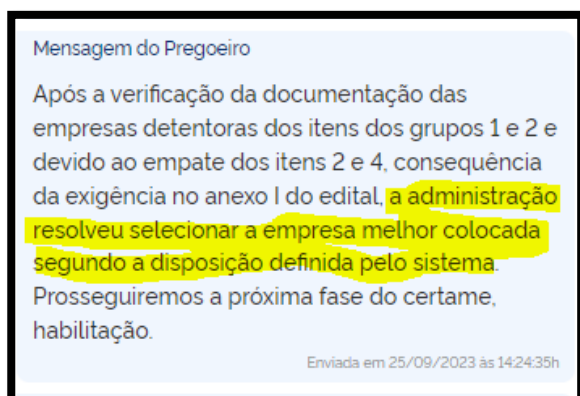 Mensagem do Pregoeiro
Após a verificação da documentação das
empresas detentoras dos itens dos grupos 1 e 2 e
devido ao empate dos itens 2 e 4, consequência
da exigência no anexo I do edital, a administração
resolveu selecionar a empresa melhor colocada
segundo a disposição definida pelo sistema.
Prosseguiremos a próxima fase do certame,
habilitação.
Enviada em 25/09/2023 às 14:24:35h